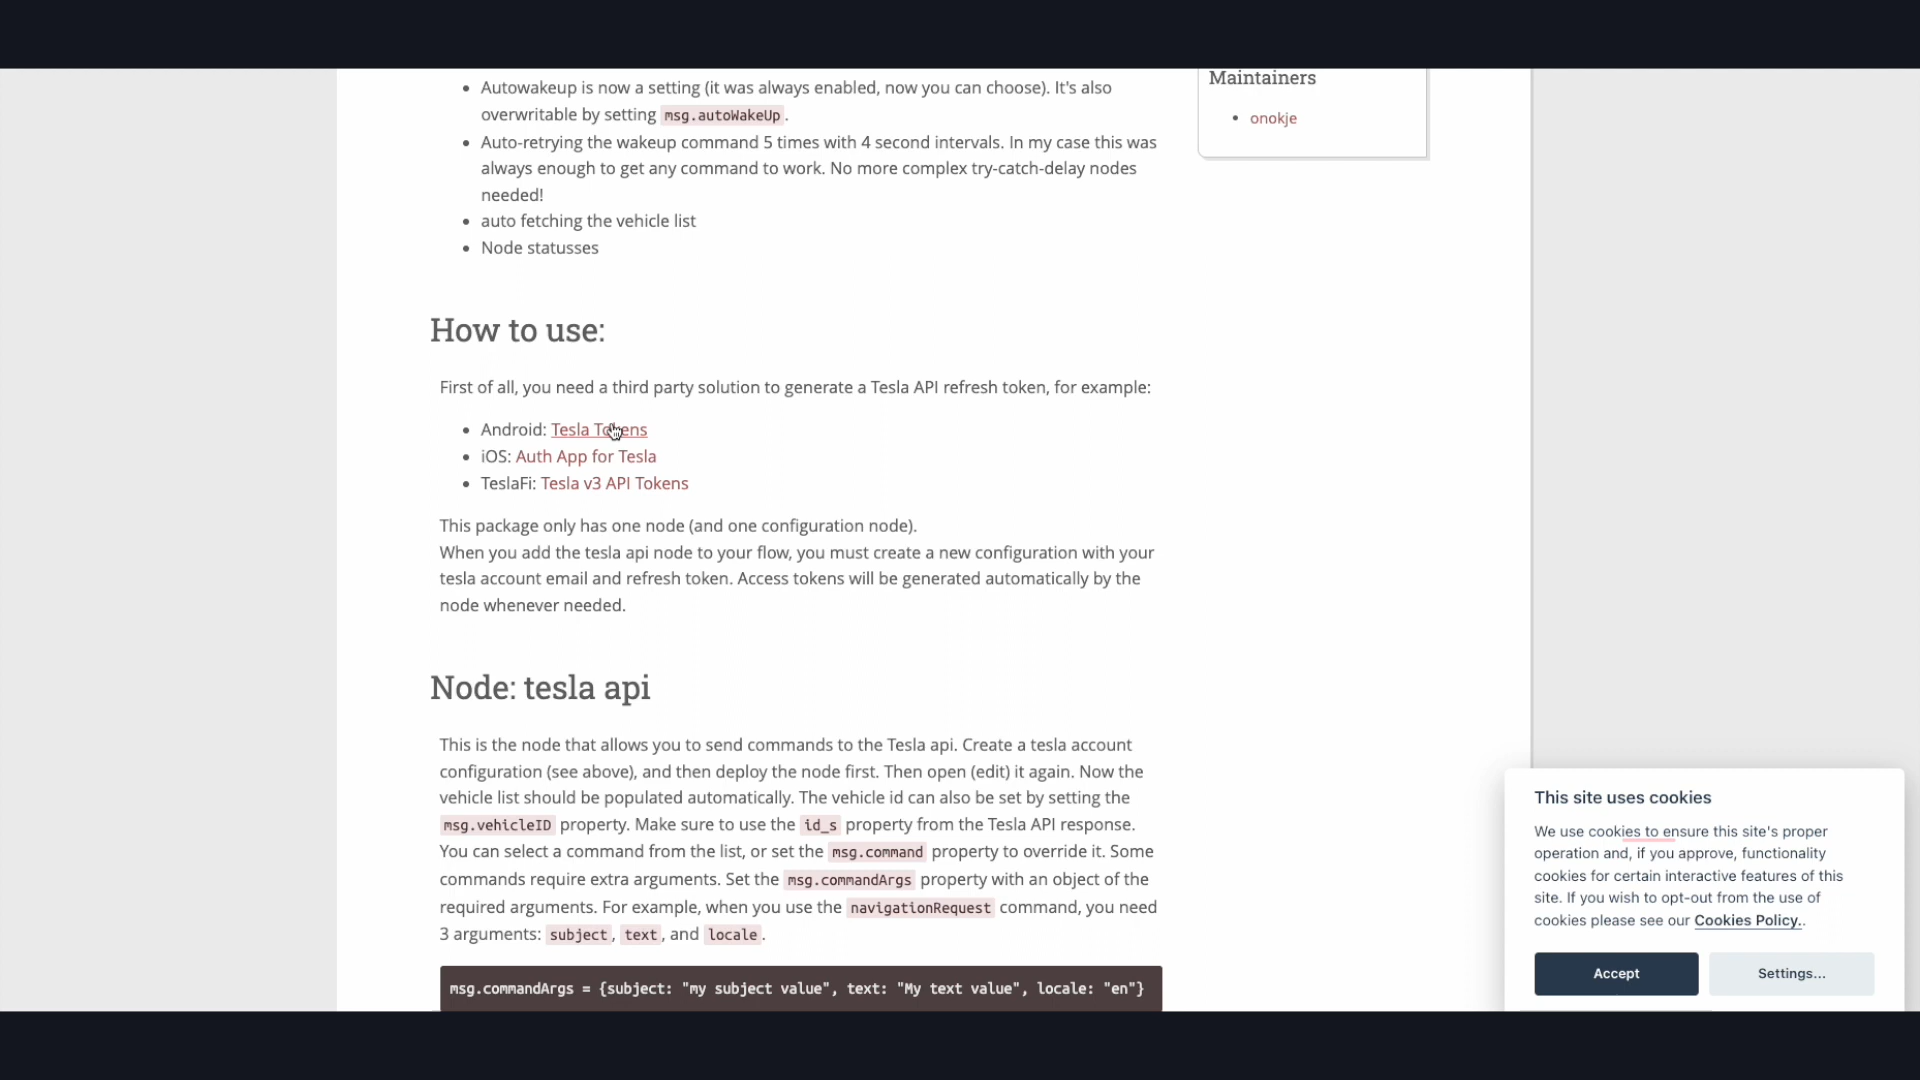 Autowakeup is now a setting (it was always enabled, now you can choose). It's also
overwritable by setting msg.autoWakeUp.
Auto-retrying the wakeup command 5 times with 4 second intervals. In my case this was
always enough to get any command to work. No more complex try-catch-delay nodes
needed!
auto fetching the vehicle list
Node statusses
Maintainers
onokje
How to use:
First of all, you need a third party solution to generate a Tesla API refresh token, for example:
Android: Tesla Tokens
iOS: Auth App for Tesla
TeslaFi: Tesla v3 API Tokens
This package only has one node (and one configuration node).
When you add the tesla api node to your flow, you must create a new configuration with your
tesla account email and refresh token. Access tokens will be generated automatically by the
node whenever needed.
Node: tesla api
This is the node that allows you to send commands to the Tesla api. Create a tesla account
configuration (see above), and then deploy the node first. Then open (edit) it again. Now the
vehicle list should be populated automatically. The vehicle id can also be set by setting the
msg.vehicleID property. Make sure to use the id_s property from the Tesla API response.
You can select a command from the list, or set the msg.command property to override it. Some
commands require extra arguments. Set the msg.commandArgs property with an object of the
required arguments. For example, when you use the navigationRequest command, you need
3 arguments: subject, text, and locale.
msg.commandArgs = {subject: "my subject value", text: "My text value", locale: "en"}
This site uses cookies
We use cookies to ensure this site's proper
operation and, if you approve, functionality
cookies for certain interactive features of this
site. If you wish to opt-out from the use of
cookies please see our Cookies Policy..
Accept
Settings...